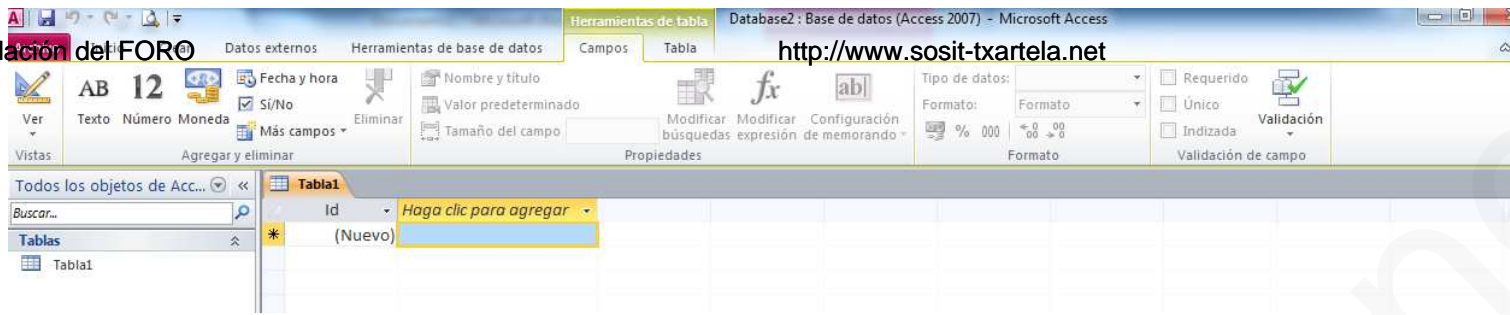 Herramientas de tabla Database2 : Base de datos (Access 2007) - Microsoft Access
lación del FORO Datos externos Herramientas de base de datos Campos Tabla http://www.sosit-txartela.net
Fecha y hora Nombre y título Tipo de datos: Requerido
AB 12 fx ab|
Sí/No Valor predeterminado Formato: Formato Único
Ver Texto Número Moneda Eliminar Modificar Modificar Configuración Validación
Más campos Tamaño del campo búsquedas expresión de memorando % 000 Indizada
Vistas Agregar y eliminar Propiedades Formato Validación de campo
Todos los objetos de Acc... « Tabla1
Buscar... Id Haga clic para agregar
Tablas * (Nuevo)
Tabla1